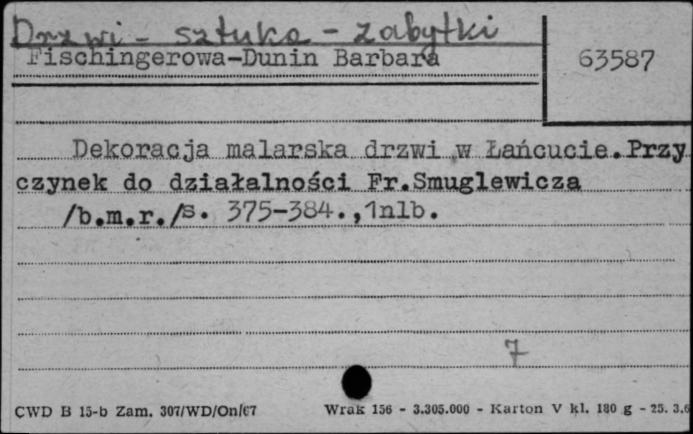 Drzwi - sztuka - zabytki
Fischingerowa-Dunin Barbara
63587
Dekoracja malarska drzwi w Łańcucie.Przy
czynek do działalności Fr.Smuglewicza
/b.m.r./s. 375-384.,1nlb.
7
CWD B 15-b Zam. 307/WD/On/67 Wrak 156 - 3.305.000 - Karton V kl. 180 g - 25. 3.6